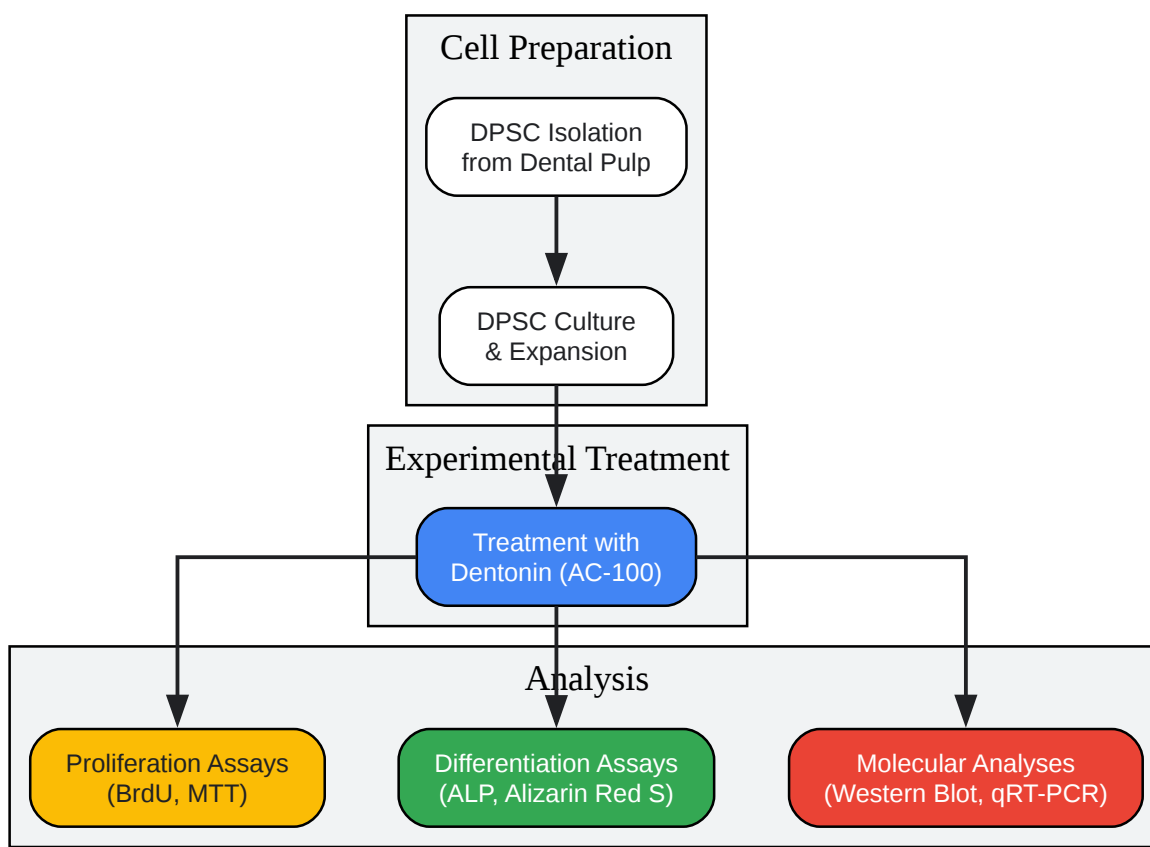 Cell Preparation
DPSC Isolation
from Dental Pulp
DPSC Culture
& Expansion
Experimental Treatment
Treatment with
Dentonin (AC-100)
Analysis
Proliferation Assays
(BrdU, MTT)
Differentiation Assays
(ALP, Alizarin Red S)
Molecular Analyses
(Western Blot, qRT-PCR)